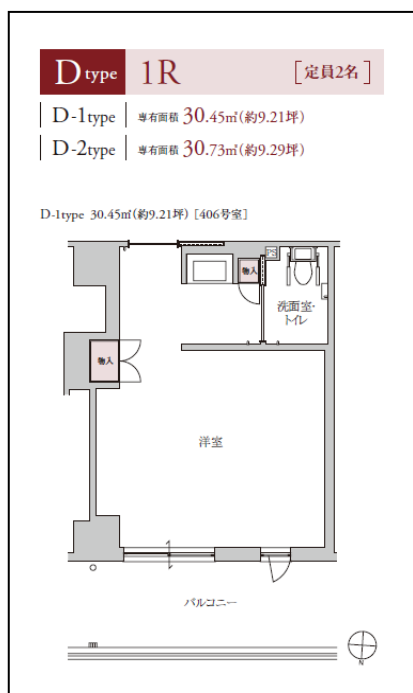 D type 1R [定員2名]
D-1type 専有面積 30.45㎡(約9.21坪)
D-2type 専有面積 30.73㎡(約9.29坪)
D-1type 30.45㎡(約9.21坪) [406号室]
PS
物入
洗面室・
トイレ
物入
洋室
バルコニー
N